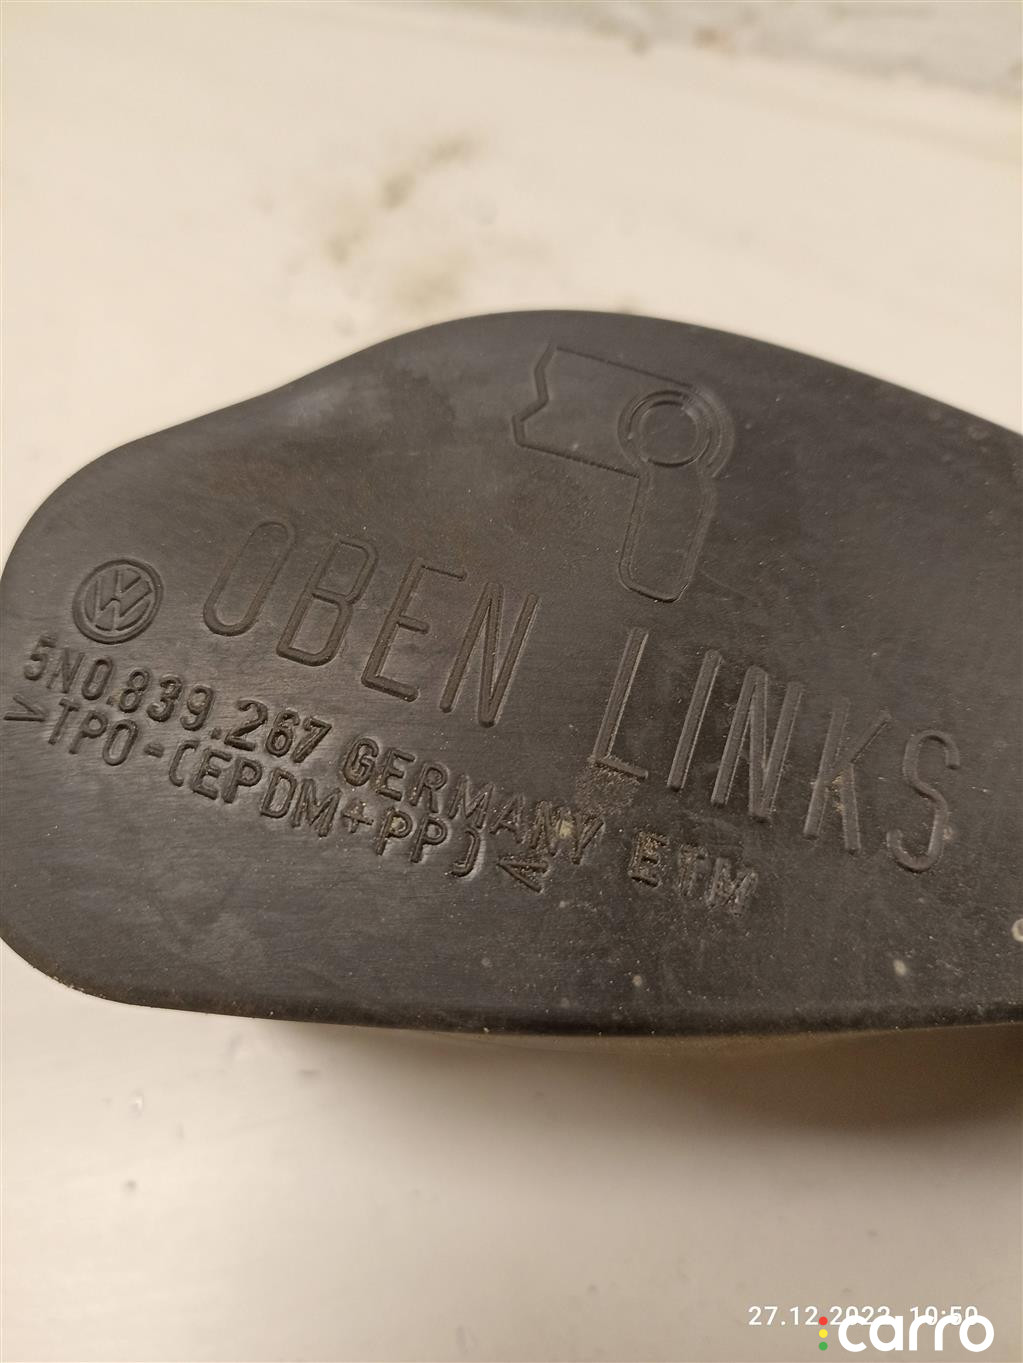 OBEN LINKS
5N0.839.267 GERMANY ETM
>TPO-(EPDM+PP)<
27.12.2022 10:50
carro